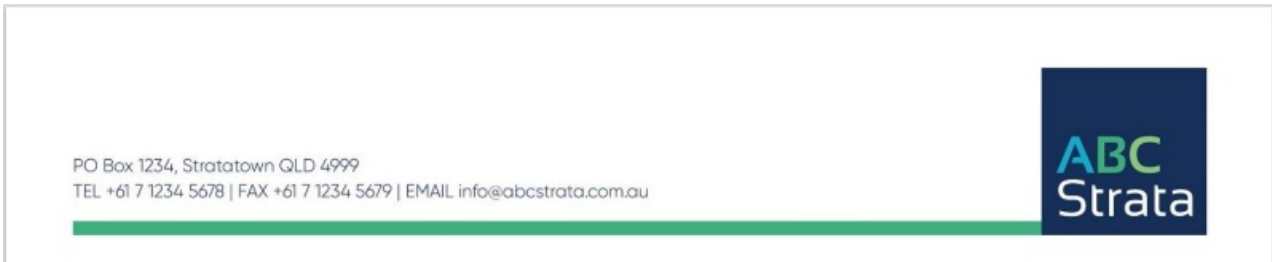 PO Box 1234, Stratatown QLD 4999
TEL +61 7 1234 5678 | FAX +61 7 1234 5679 | EMAIL info@abcstrata.com.au
ABC
Strata